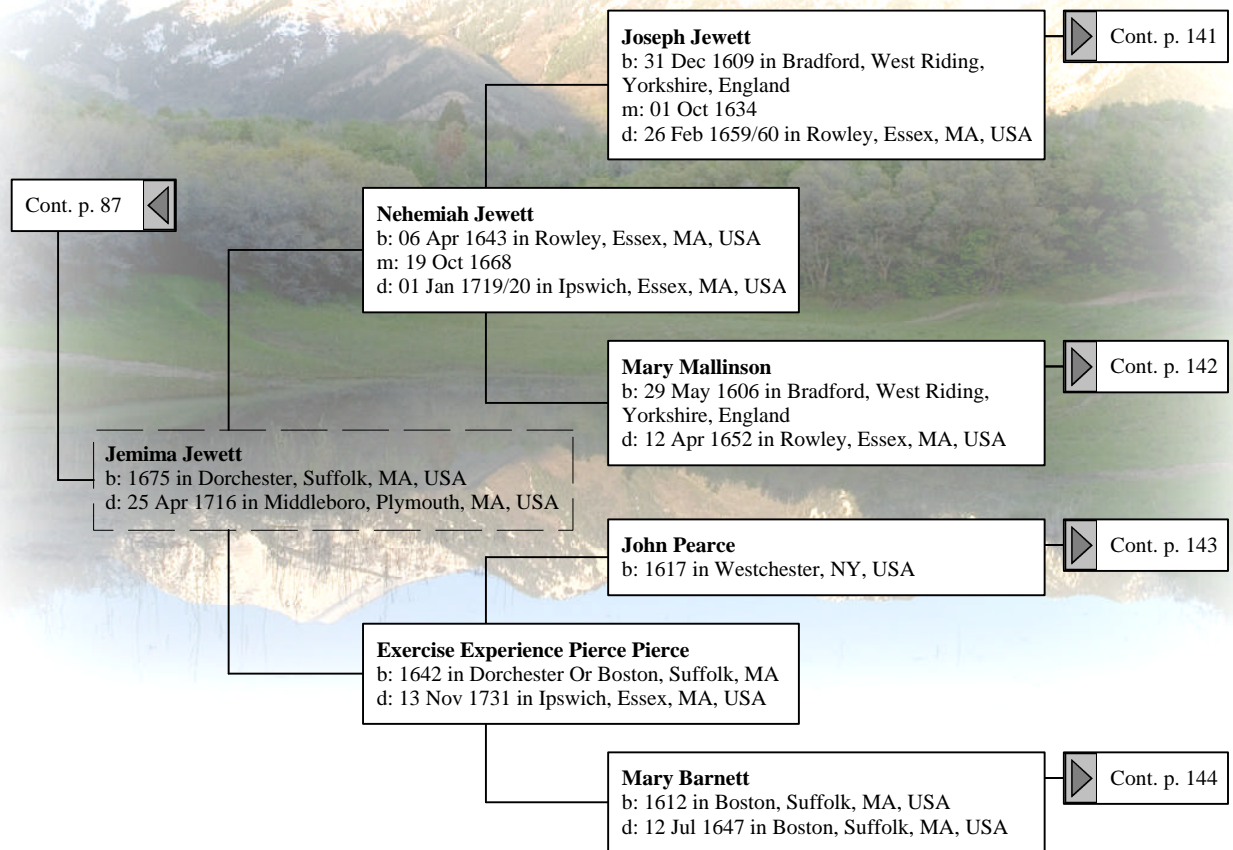 Joseph Jewett
b: 31 Dec 1609 in Bradford, West Riding,
Yorkshire, England
m: 01 Oct 1634
d: 26 Feb 1659/60 in Rowley, Essex, MA, USA
Cont. p. 141
Cont. p. 87
Nehemiah Jewett
b: 06 Apr 1643 in Rowley, Essex, MA, USA
m: 19 Oct 1668
d: 01 Jan 1719/20 in Ipswich, Essex, MA, USA
Mary Mallinson
b: 29 May 1606 in Bradford, West Riding,
Yorkshire, England
d: 12 Apr 1652 in Rowley, Essex, MA, USA
Cont. p. 142
Jemima Jewett
b: 1675 in Dorchester, Suffolk, MA, USA
d: 25 Apr 1716 in Middleboro, Plymouth, MA, USA
John Pearce
b: 1617 in Westchester, NY, USA
Cont. p. 143
Exercise Experience Pierce Pierce
b: 1642 in Dorchester Or Boston, Suffolk, MA
d: 13 Nov 1731 in Ipswich, Essex, MA, USA
Mary Barnett
b: 1612 in Boston, Suffolk, MA, USA
d: 12 Jul 1647 in Boston, Suffolk, MA, USA
Cont. p. 144